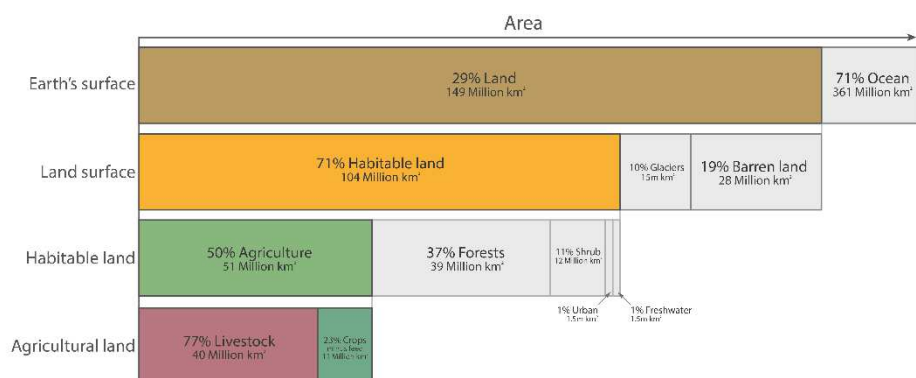 Area
Earth's surface
29% Land
149 Million km²
71% Ocean
361 Million km²
Land surface
71% Habitable land
104 Million km²
10% Glaciers
15m km²
19% Barren land
28 Million km²
Habitable land
50% Agriculture
51 Million km²
37% Forests
39 Million km²
11% Shrub
12 Million km²
1% Urban
1.5m km²
1% Freshwater
1.5m km²
Agricultural land
77% Livestock
40 Million km²
23% Crops
minus feed
11 Million km²